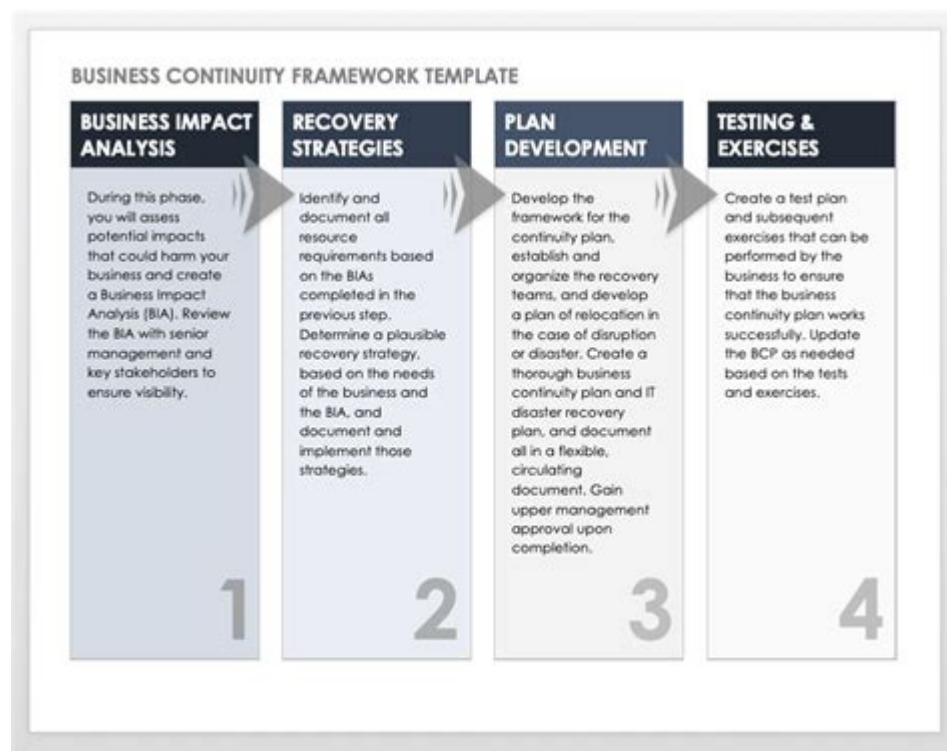 BUSINESS CONTINUITY FRAMEWORK TEMPLATE
BUSINESS IMPACT
ANALYSIS
During this phase,
you will assess
potential impacts
that could harm your
business and create
a Business Impact
Analysis (BIA). Review
the BIA with senior
management and
key stakeholders to
ensure visibility.
1
RECOVERY
STRATEGIES
Identify and
document all
resource
requirements based
on the BIAs
completed in the
previous step.
Determine a plausible
recovery strategy,
based on the needs
of the business and
the BIA, and
document and
implement those
strategies.
2
PLAN
DEVELOPMENT
Develop the
framework for the
continuity plan,
establish and
organize the recovery
teams, and develop
a plan of relocation in
the case of disruption
or disaster. Create a
thorough business
continuity plan and IT
disaster recovery
plan, and document
all in a flexible,
circulating
document. Gain
upper management
approval upon
completion.
3
TESTING &
EXERCISES
Create a test plan
and subsequent
exercises that can be
performed by the
business to ensure
that the business
continuity plan works
successfully. Update
the BCP as needed
based on the tests
and exercises.
4